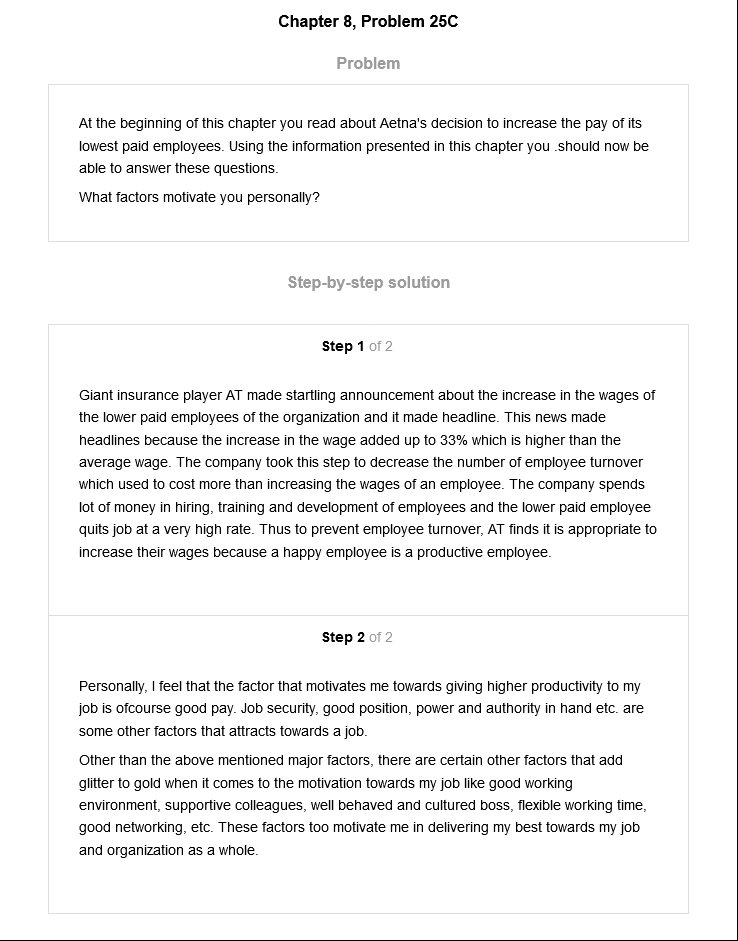 Chapter 8, Problem 25C
Problem
At the beginning of this chapter you read about Aetna's decision to increase the pay of its
lowest paid employees. Using the information presented in this chapter you .should now be
able to answer these questions.
What factors motivate you personally?
Step-by-step solution
Step 1 of 2
Giant insurance player AT made startling announcement about the increase in the wages of
the lower paid employees of the organization and it made headline. This news made
headlines because the increase in the wage added up to 33% which is higher than the
average wage. The company took this step to decrease the number of employee turnover
which used to cost more than increasing the wages of an employee. The company spends
lot of money in hiring, training and development of employees and the lower paid employee
quits job at a very high rate. Thus to prevent employee turnover, AT finds it is appropriate to
increase their wages because a happy employee is a productive employee.
Step 2 of 2
Personally, I feel that the factor that motivates me towards giving higher productivity to my
job is ofcourse good pay. Job security, good position, power and authority in hand etc. are
some other factors that attracts towards a job.
Other than the above mentioned major factors, there are certain other factors that add
glitter to gold when it comes to the motivation towards my job like good working
environment, supportive colleagues, well behaved and cultured boss, flexible working time,
good networking, etc. These factors too motivate me in delivering my best towards my job
and organization as a whole.